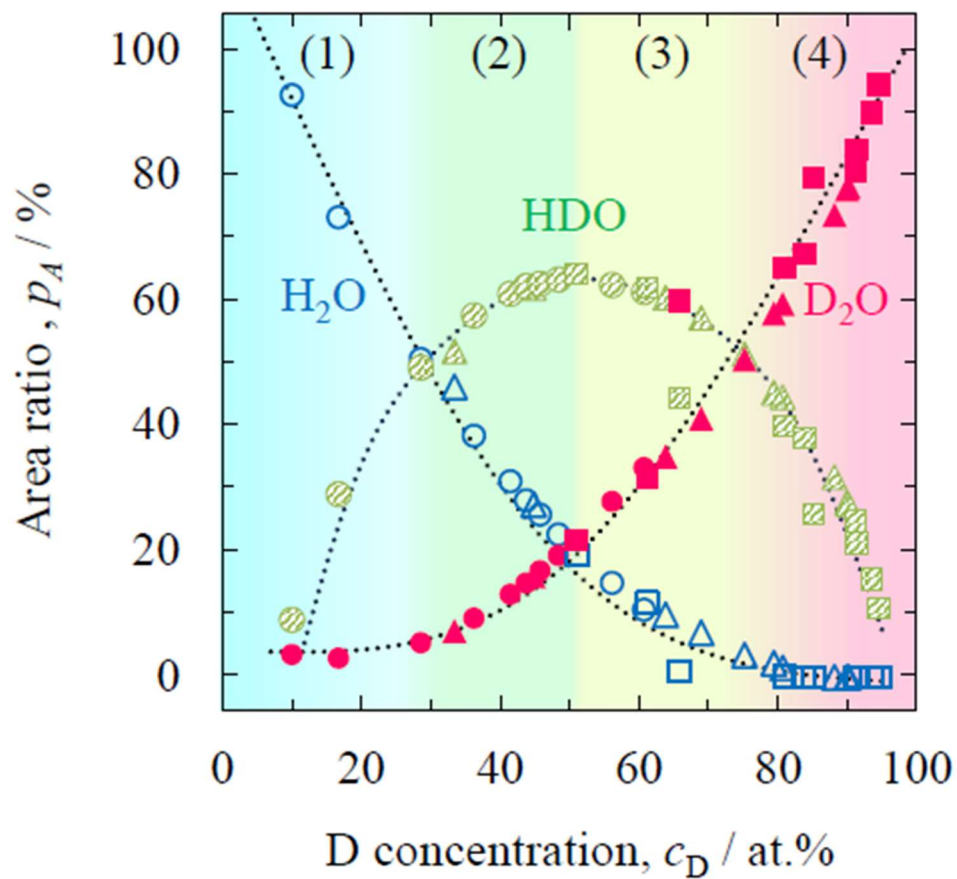 100
80
60
40
20
0
Area ratio , pA / %
(1) (2) (3) (4)
HDO
H₂O
D₂O
0 20 40 60 80 100
D concentration, cD / at.%